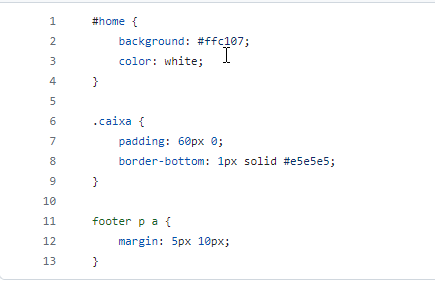 1 #home {
2 background: #ffc107;
3 color: white;
4 }
5
6 .caixa {
7 padding: 60px 0;
8 border-bottom: 1px solid #e5e5e5;
9 }
10
11 footer p a {
12 margin: 5px 10px;
13 }